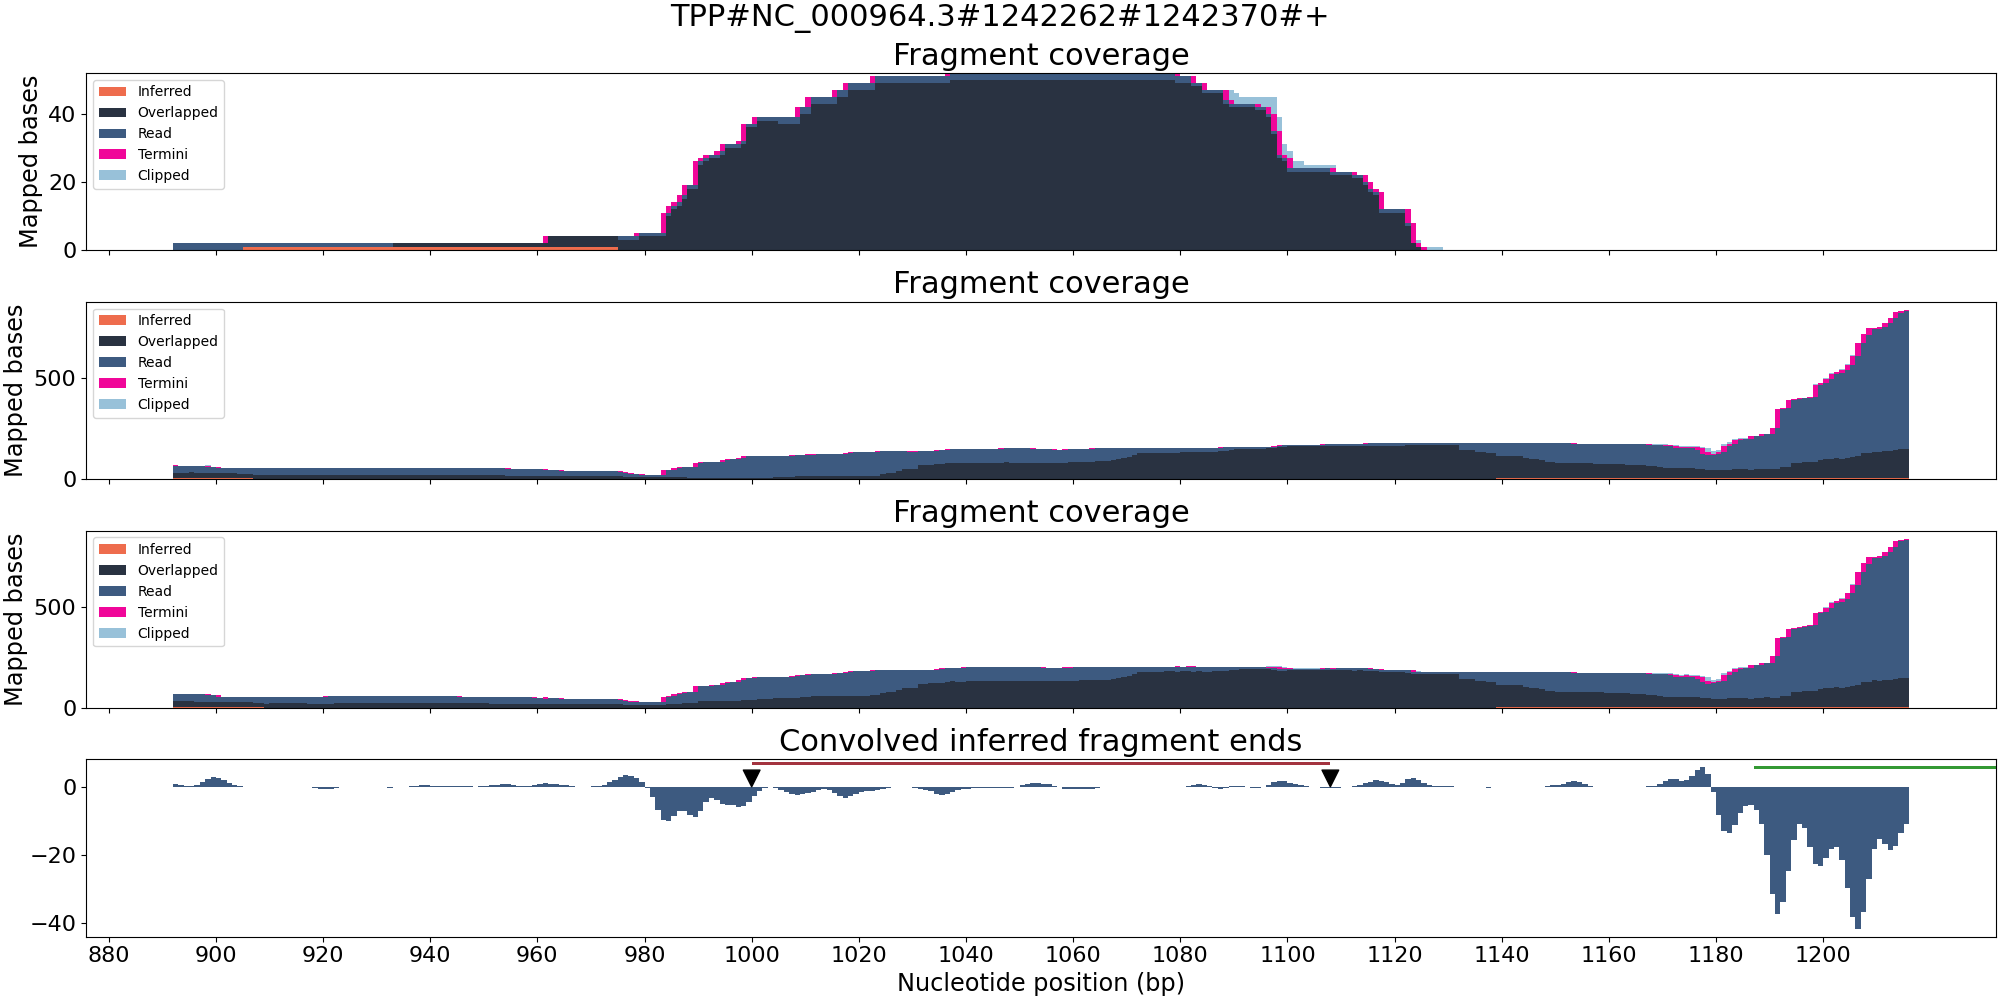 TPP#NC_000964.3#1242262#1242370#+
Fragment coverage
Mapped bases
40
20
0
Inferred
Overlapped
Read
Termini
Clipped
Fragment coverage
Mapped bases
500
0
Inferred
Overlapped
Read
Termini
Clipped
Fragment coverage
Mapped bases
500
0
Inferred
Overlapped
Read
Termini
Clipped
Convolved inferred fragment ends
0
−20
−40
880 900 920 940 960 980 1000 1020 1040 1060 1080 1100 1120 1140 1160 1180 1200
Nucleotide position (bp)